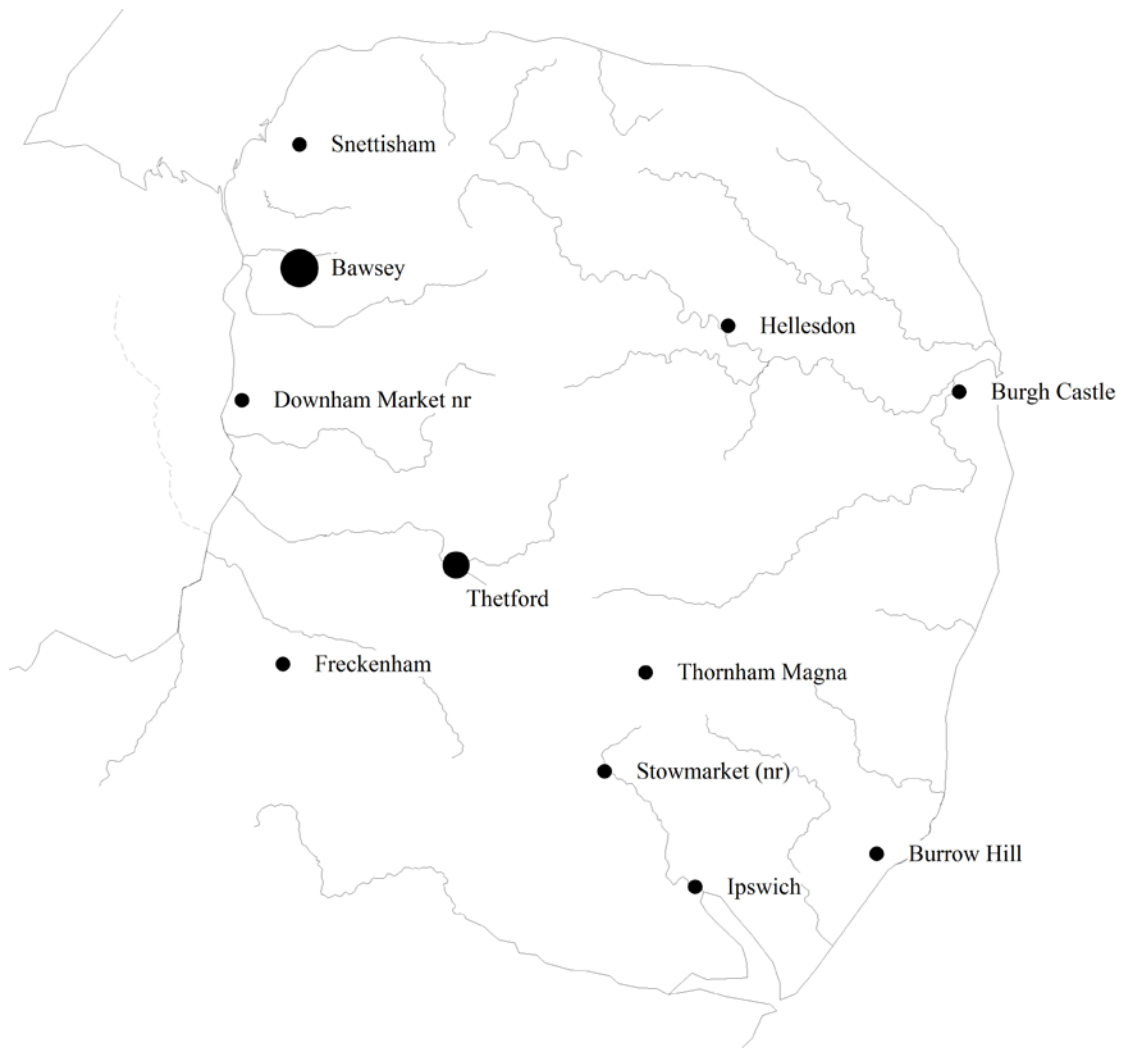 Snettisham
Bawsey
Hellesdon
Burgh Castle
Downham Market nr
Thetford
Freckenham
Thornham Magna
Stowmarket (nr)
Burrow Hill
Ipswich